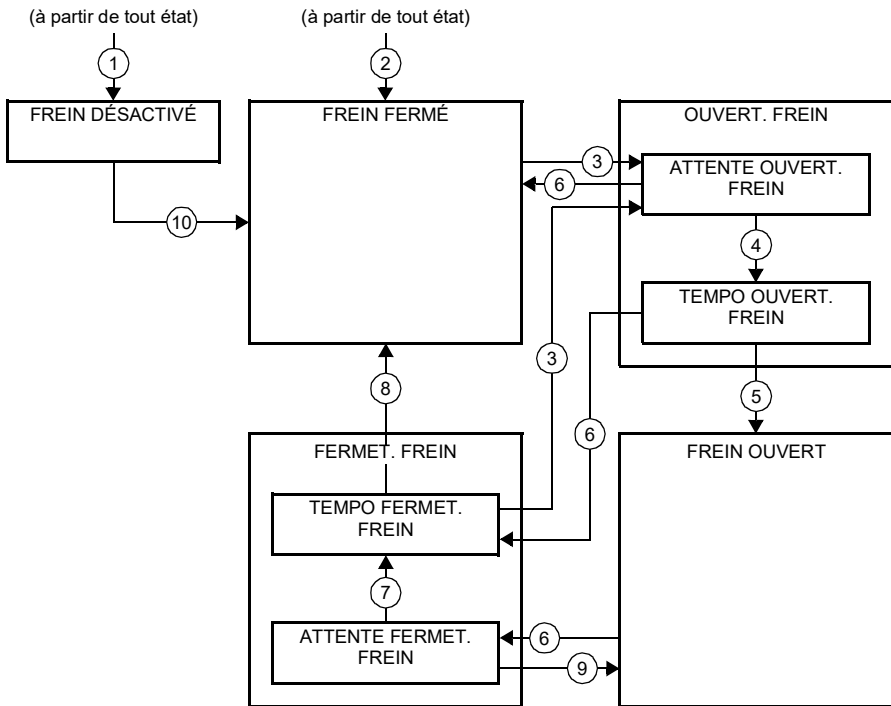 (à partir de tout état)
(à partir de tout état)
1
2
FREIN DÉSACTIVÉ
FREIN FERMÉ
OUVERT. FREIN
3
ATTENTE OUVERT.
FREIN
6
10
4
TEMPO OUVERT.
FREIN
3
8
5
6
FERMET. FREIN
FREIN OUVERT
TEMPO FERMET.
FREIN
7
ATTENTE FERMET.
FREIN
6
9